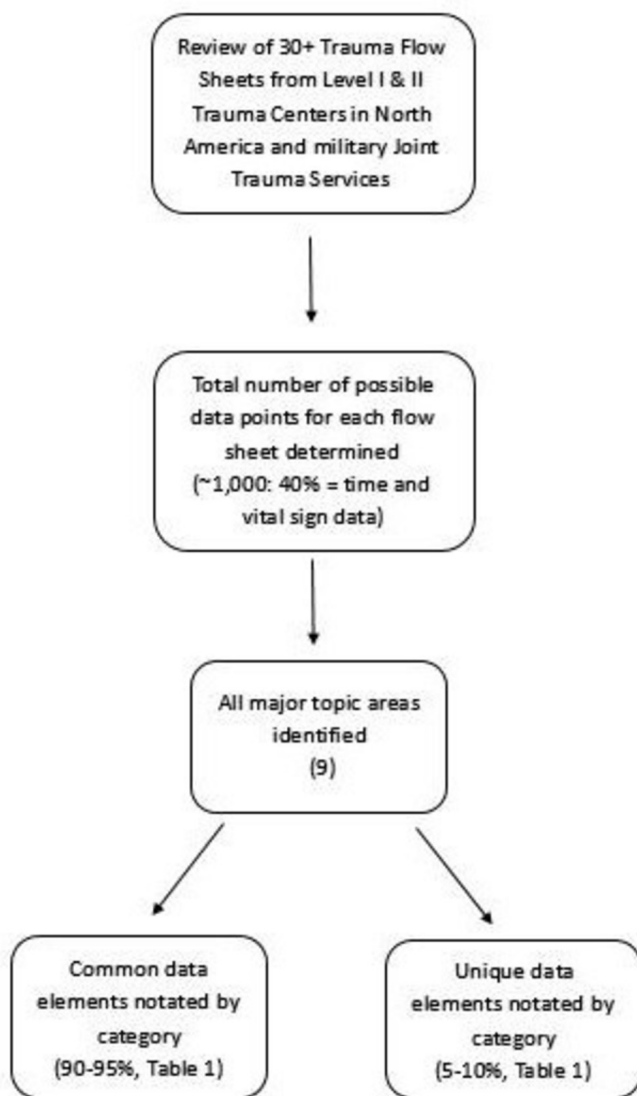 Review of 30+ Trauma Flow
Sheets from Level I & II
Trauma Centers in North
America and military Joint
Trauma Services
Total number of possible
data points for each flow
sheet determined
(~1,000: 40% = time and
vital sign data)
All major topic areas
identified
(9)
Common data
elements notated by
category
(90-95%, Table 1)
Unique data
elements notated by
category
(5-10%, Table 1)